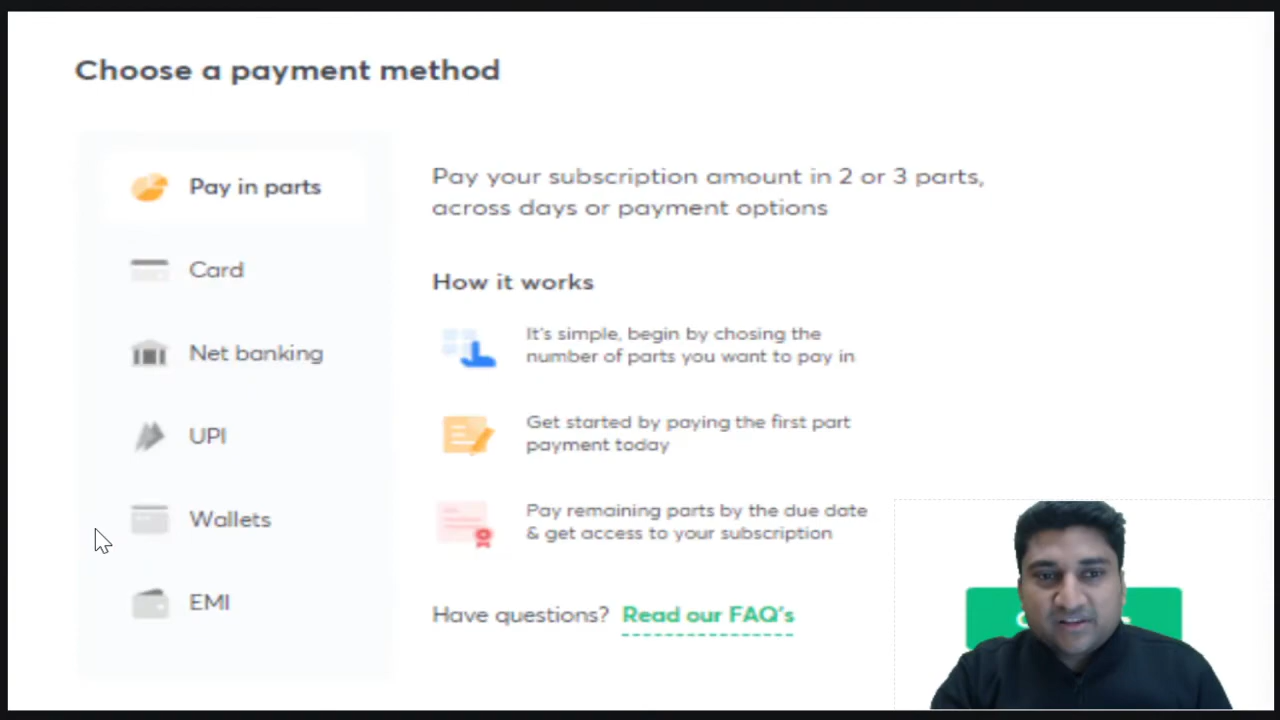 Choose a payment method
Pay in parts
Card
Net banking
UPI
Wallets
EMI
Pay your subscription amount in 2 or 3 parts,
across days or payment options
How it works
It's simple, begin by chosing the
number of parts you want to pay in
Get started by paying the first part
payment today
Pay remaining parts by the due date
& get access to your subscription
Have questions? Read our FAQ's